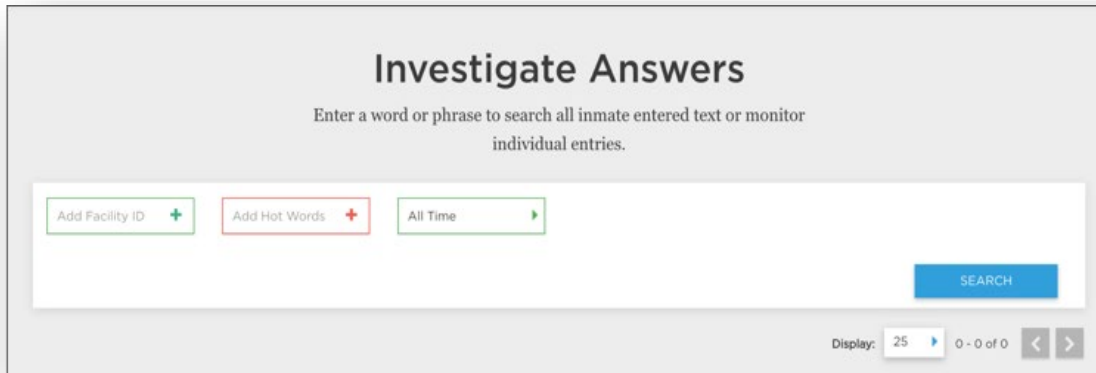 Investigate Answers
Enter a word or phrase to search all inmate entered text or monitor
individual entries.
Add Facility ID +
Add Hot Words +
All Time
SEARCH
Display: 25 0 - 0 of 0 < >